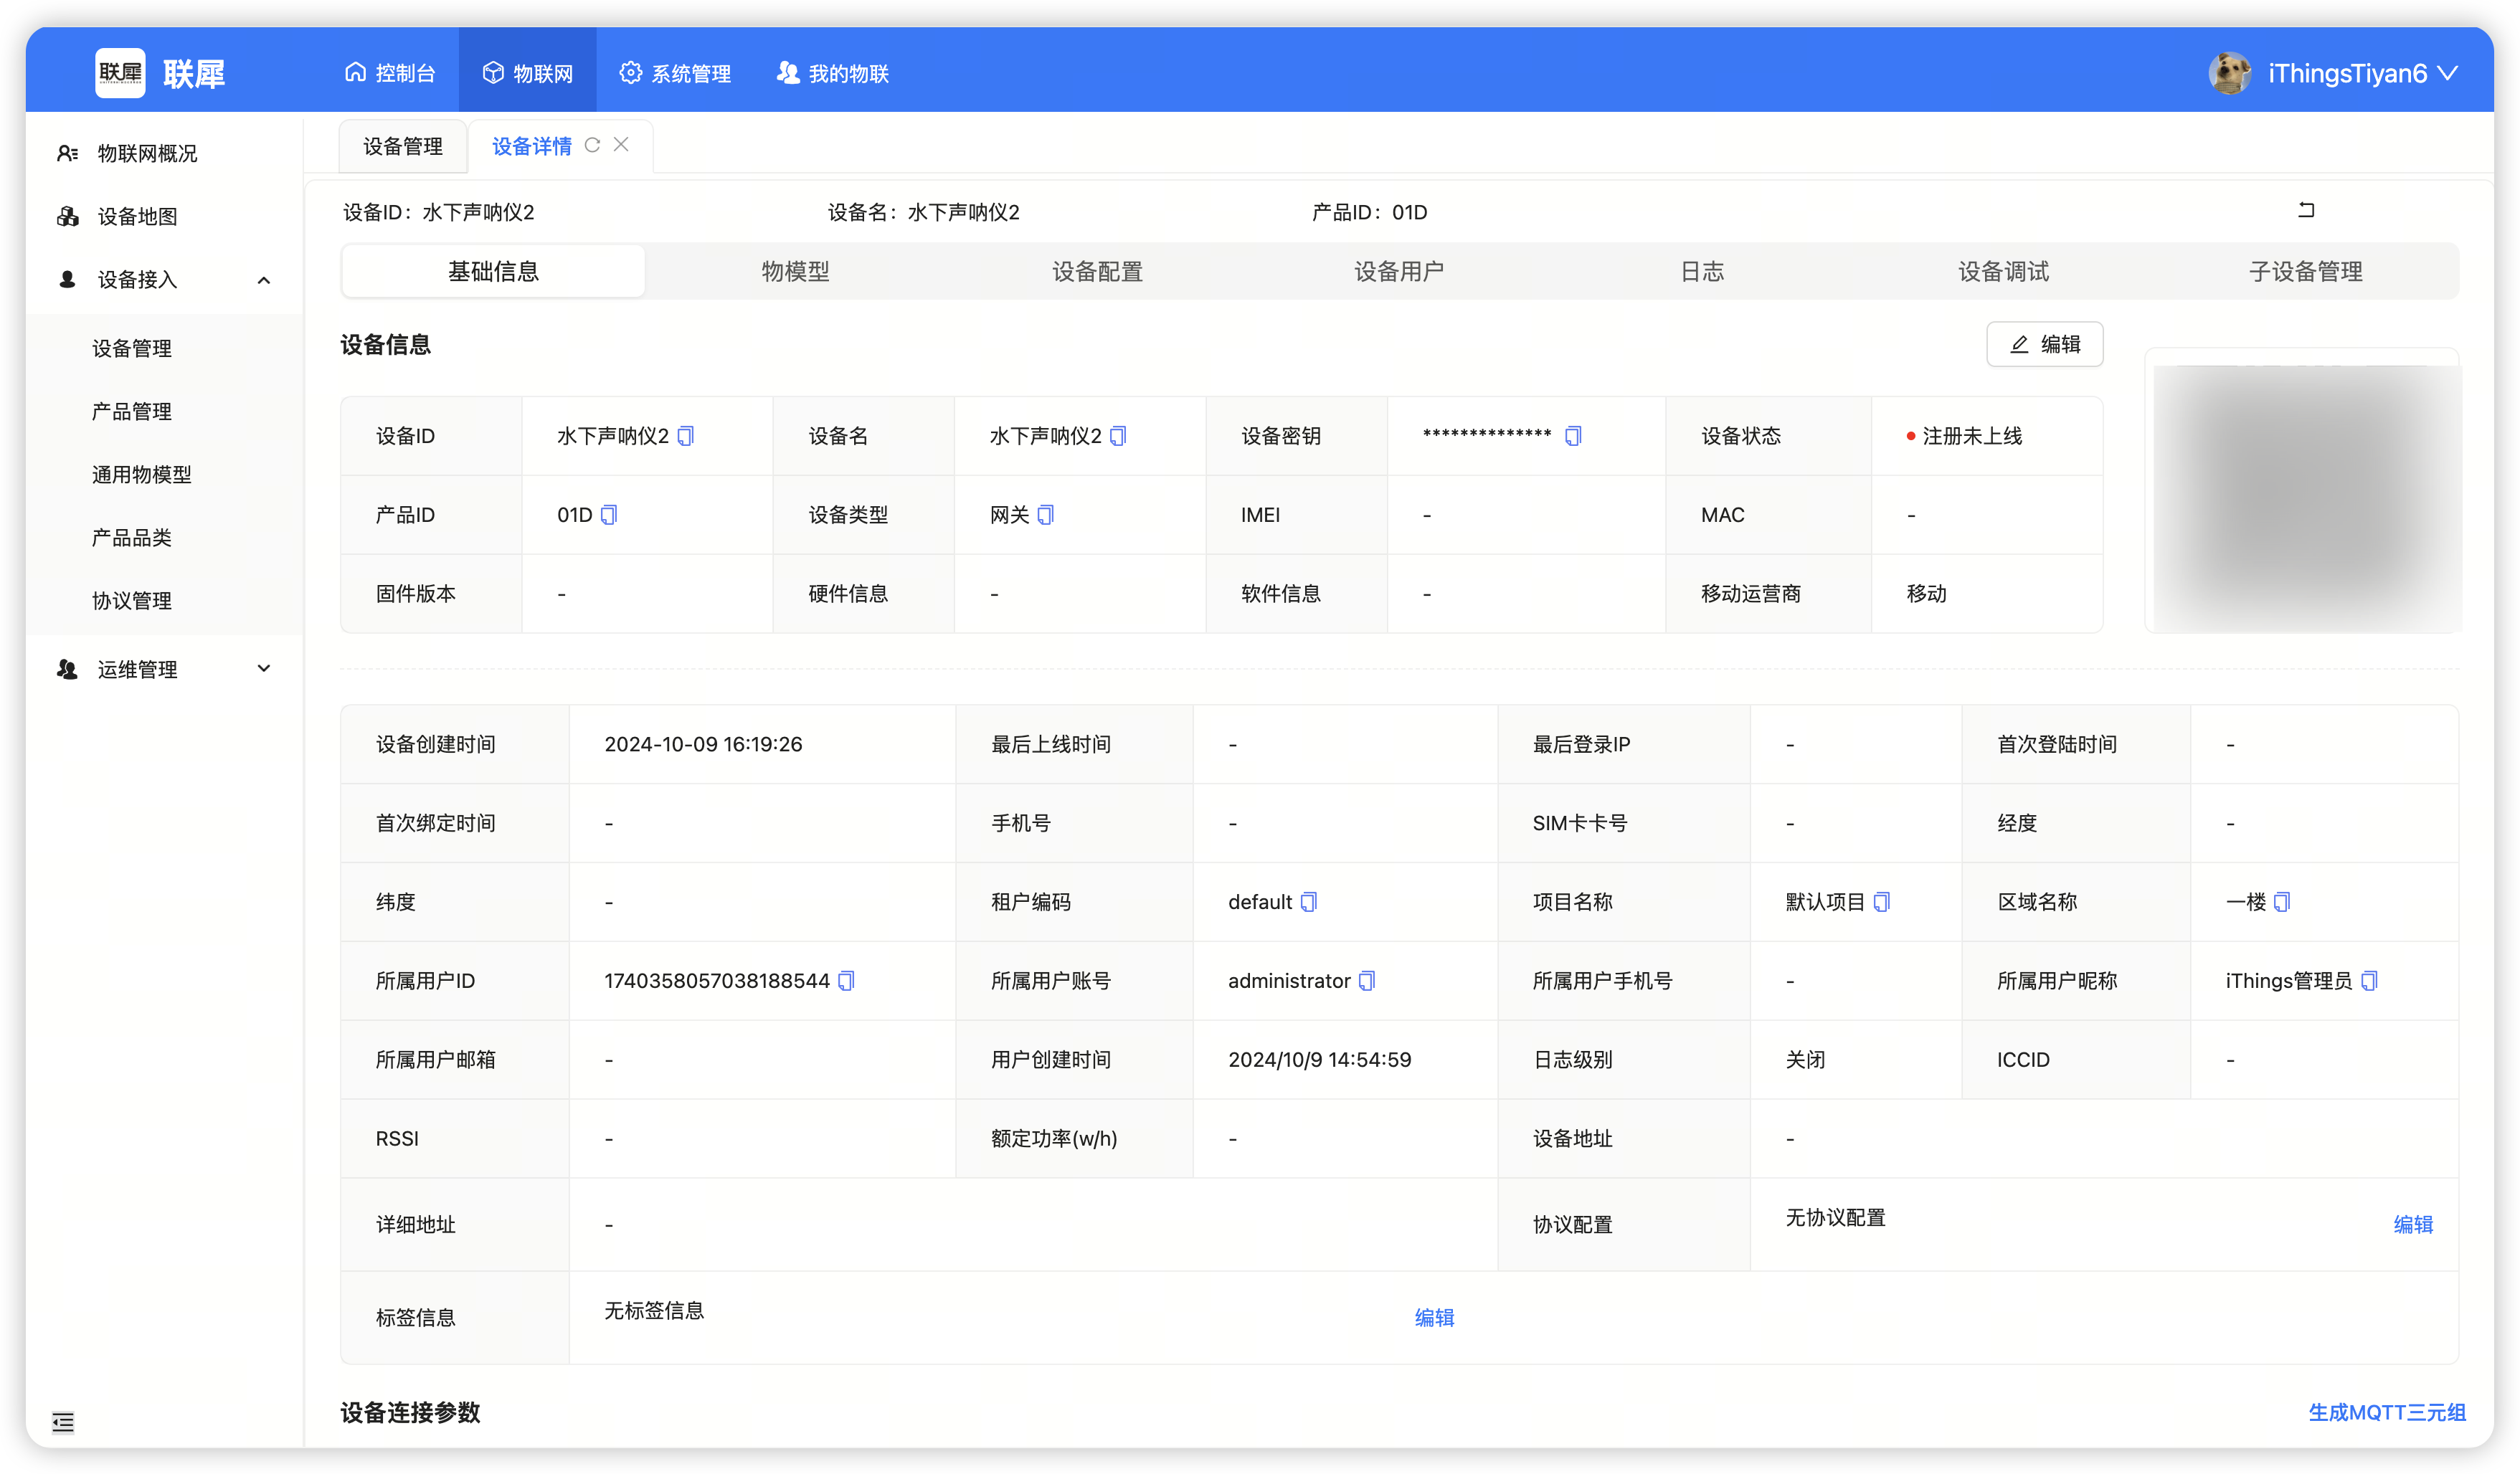 联犀 联犀 控制台 物联网 系统管理 我的物联 iThingsTiyan6
物联网概况
设备地图
设备接入
设备管理
产品管理
通用物模型
产品品类
协议管理
运维管理
设备管理 设备详情
设备ID：水下声呐仪2 设备名：水下声呐仪2 产品ID：01D
基础信息 物模型 设备配置 设备用户 日志 设备调试 子设备管理
设备信息 编辑
设备ID 水下声呐仪2 设备名 水下声呐仪2 设备密钥 ************** 设备状态 注册未上线
产品ID 01D 设备类型 网关 IMEI - MAC -
固件版本 - 硬件信息 - 软件信息 - 移动运营商 移动
设备创建时间 2024-10-09 16:19:26 最后上线时间 - 最后登录IP - 首次登陆时间 -
首次绑定时间 - 手机号 - SIM卡卡号 - 经度 -
纬度 - 租户编码 default 项目名称 默认项目 区域名称 一楼
所属用户ID 1740358057038188544 所属用户账号 administrator 所属用户手机号 - 所属用户昵称 iThings管理员
所属用户邮箱 - 用户创建时间 2024/10/9 14:54:59 日志级别 关闭 ICCID -
RSSI - 额定功率(w/h) - 设备地址 -
详细地址 - 协议配置 无协议配置 编辑
标签信息 无标签信息 编辑
设备连接参数 生成MQTT三元组